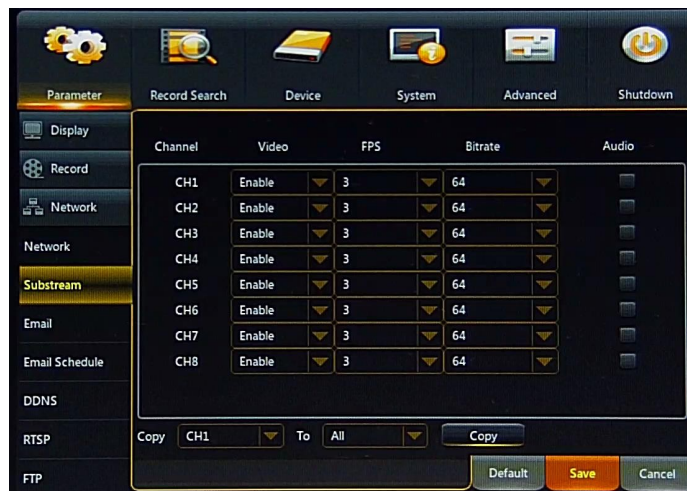 Parameter Record Search Device System Advanced Shutdown
Display
Record
Network
Network
Substream
Email
Email Schedule
DDNS
RTSP
FTP
Channel Video FPS Bitrate Audio
CH1 Enable 3 64
CH2 Enable 3 64
CH3 Enable 3 64
CH4 Enable 3 64
CH5 Enable 3 64
CH6 Enable 3 64
CH7 Enable 3 64
CH8 Enable 3 64
Copy CH1 To All Copy
Default Save Cancel